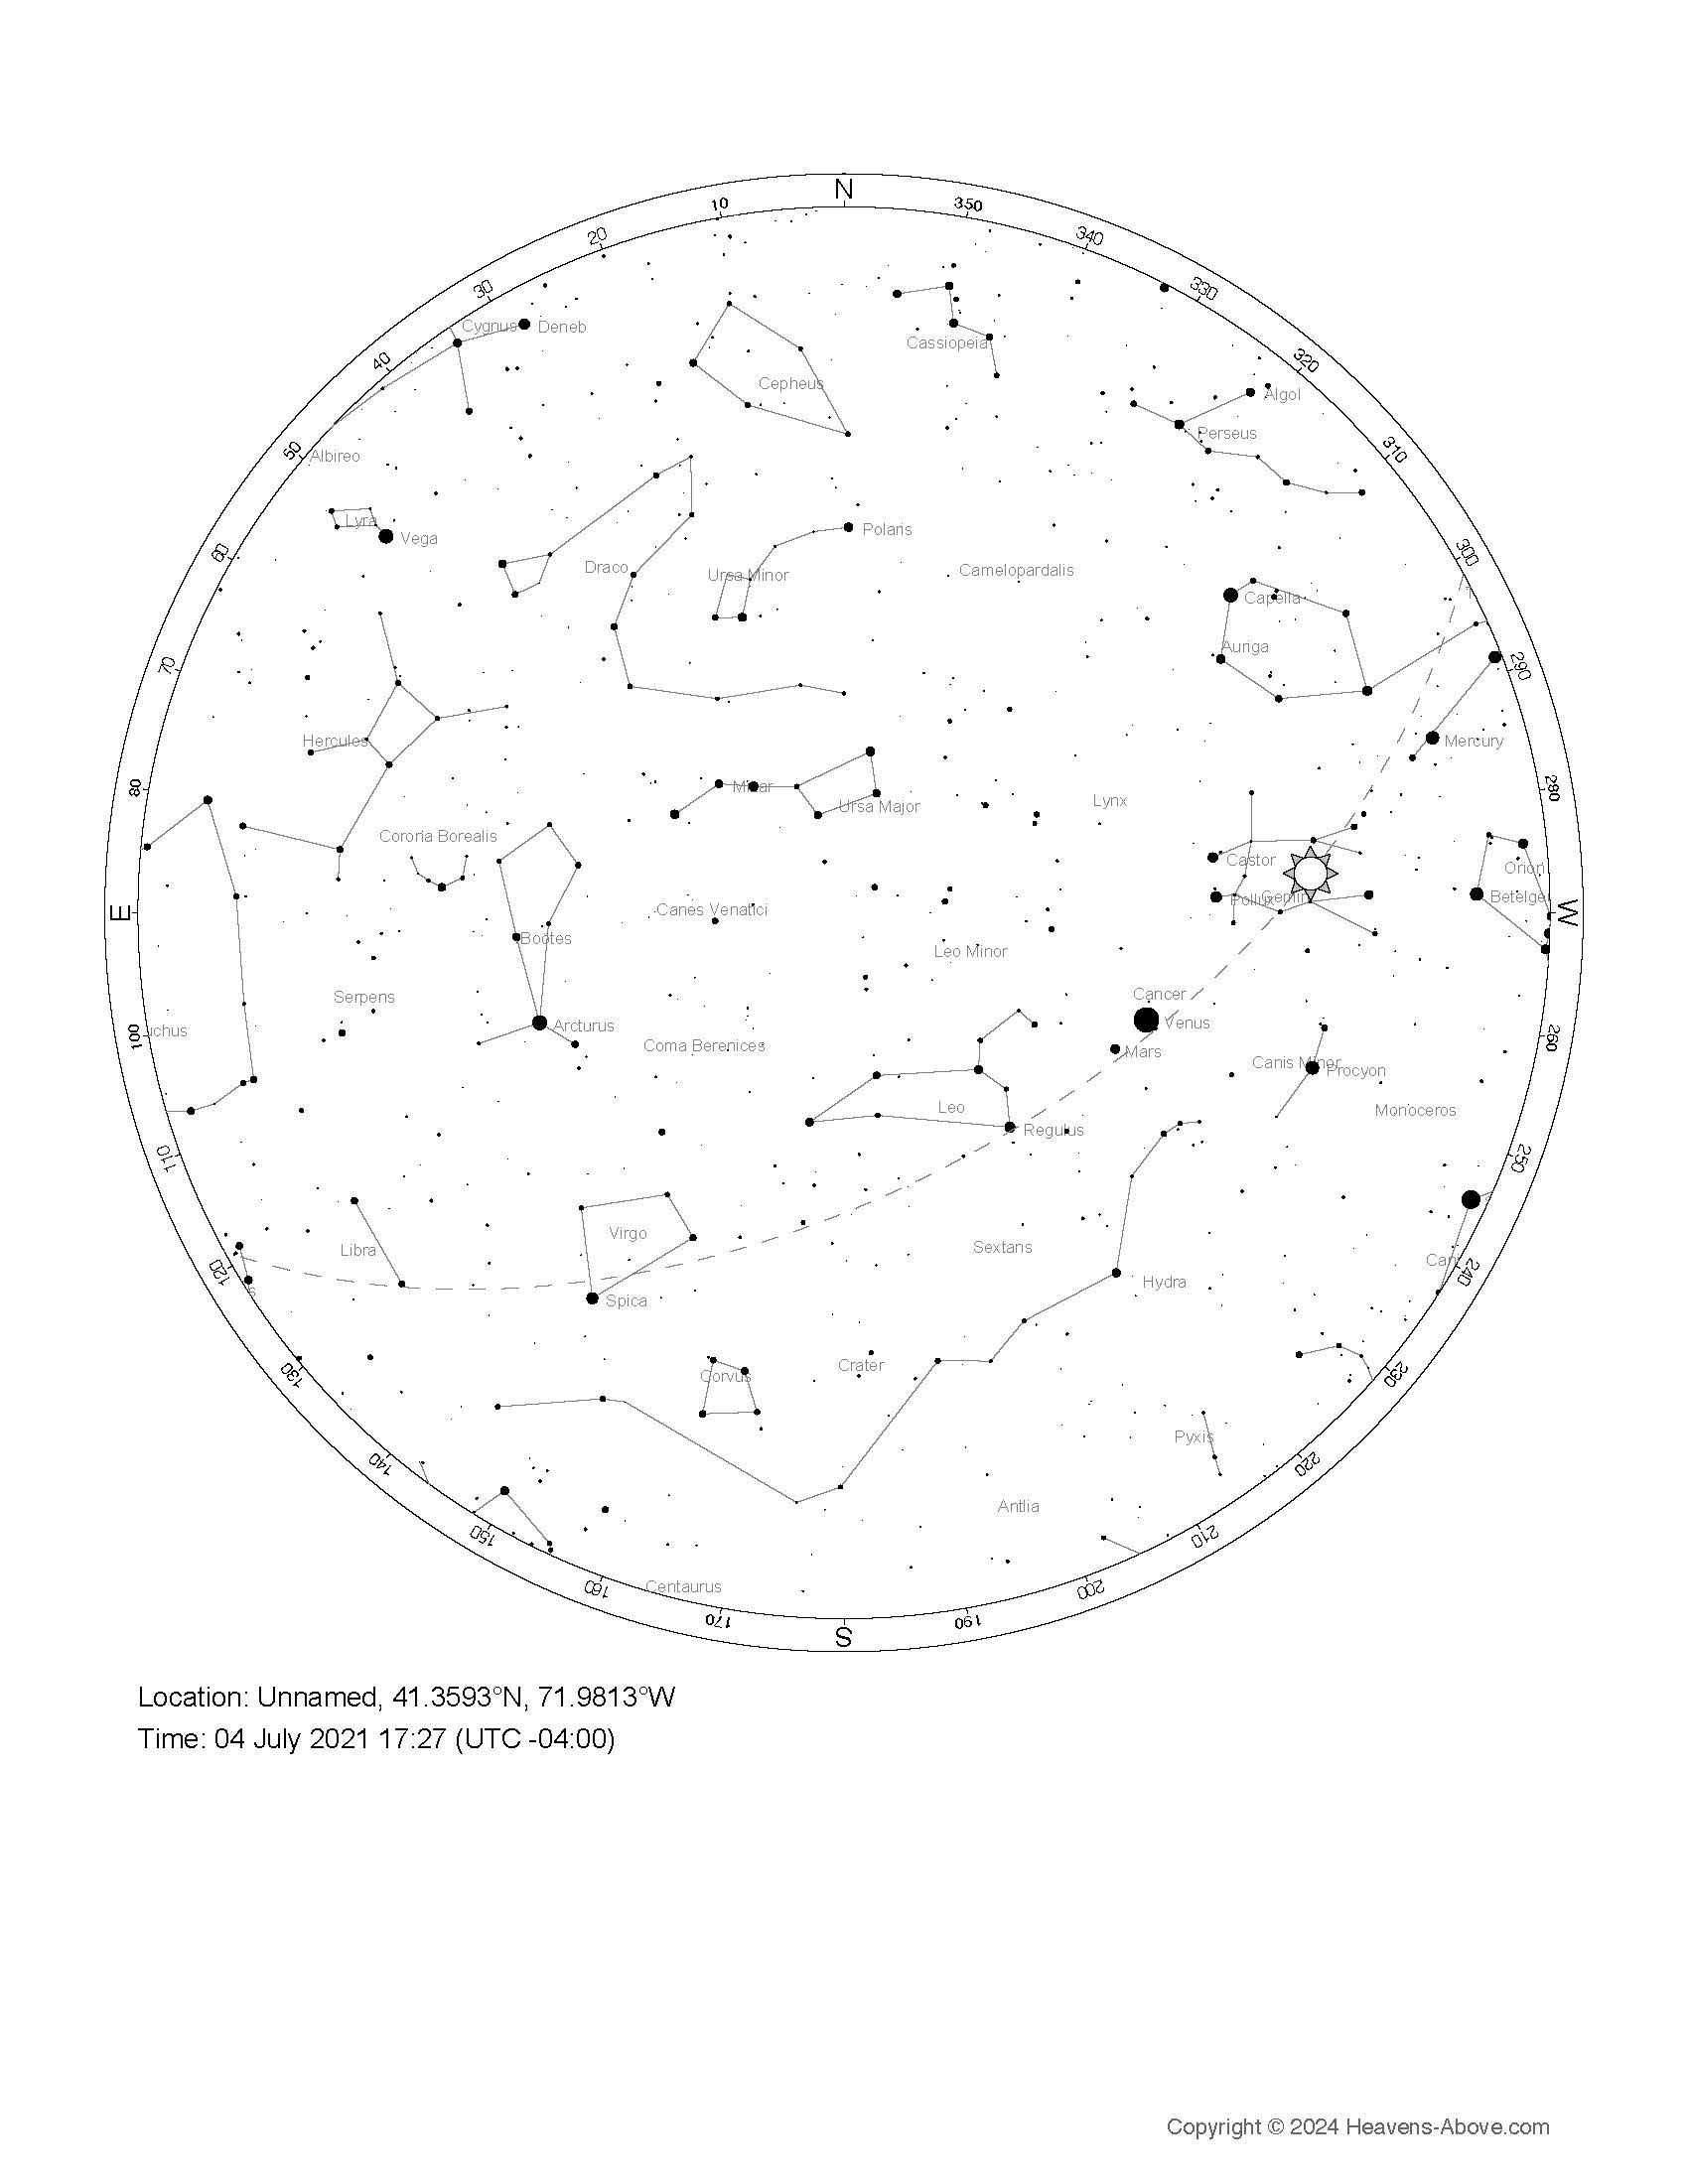 N
10
350
20
340
30
330
Cygnus
Deneb
Cassiopeia
40
320
Cepheus
Algol
Perseus
50
310
Albireo
Lyra
Vega
Polaris
60
300
Draco
Ursa Minor
Camelopardalis
T
Capella
Auriga
70
290
Hercules
Mercury
80
Mizar
280
Ursa Major
Lynx
Corona Borealis
Castor
Orion
Pollux
Gemini
Betelge
E
Canes Venatici
W
Bootes
Leo Minor
Serpens
Cancer
Venus
uchus
Arcturus
100
260
Coma Berenices
Mars
Canis Minor
Procyon
Leo
Monoceros
Regulus
110
250
Virgo
Libra
Sextans
Cani
120
240
s
Spica
Hydra
Crater
130
Corvus
230
Pyxis
140
220
Antlia
150
210
Centaurus
160
200
170
190
S
Location: Unnamed, 41.3593°N, 71.9813°W
Time: 04 July 2021 17:27 (UTC -04:00)
Copyright © 2024 Heavens-Above.com